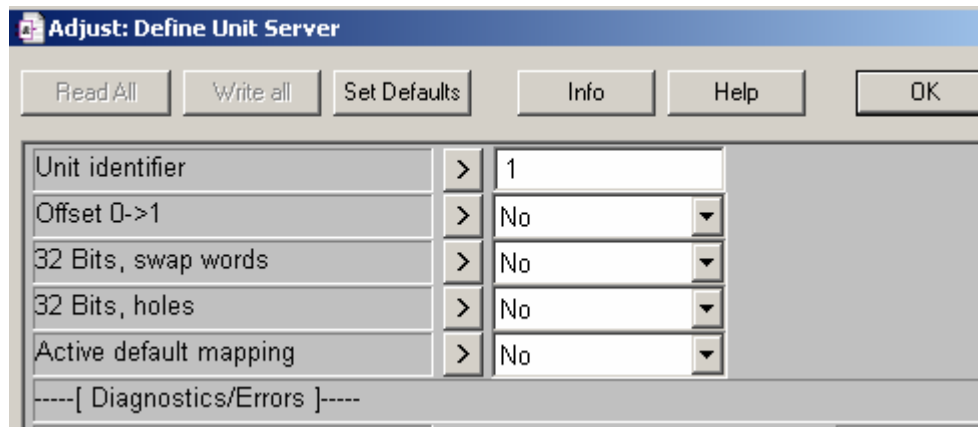 Adjust: Define Unit Server
Read All Write all Set Defaults Info Help OK
Unit identifier > 1
Offset 0->1 > No
32 Bits, swap words > No
32 Bits, holes > No
Active default mapping > No
-----[ Diagnostics/Errors ]-----